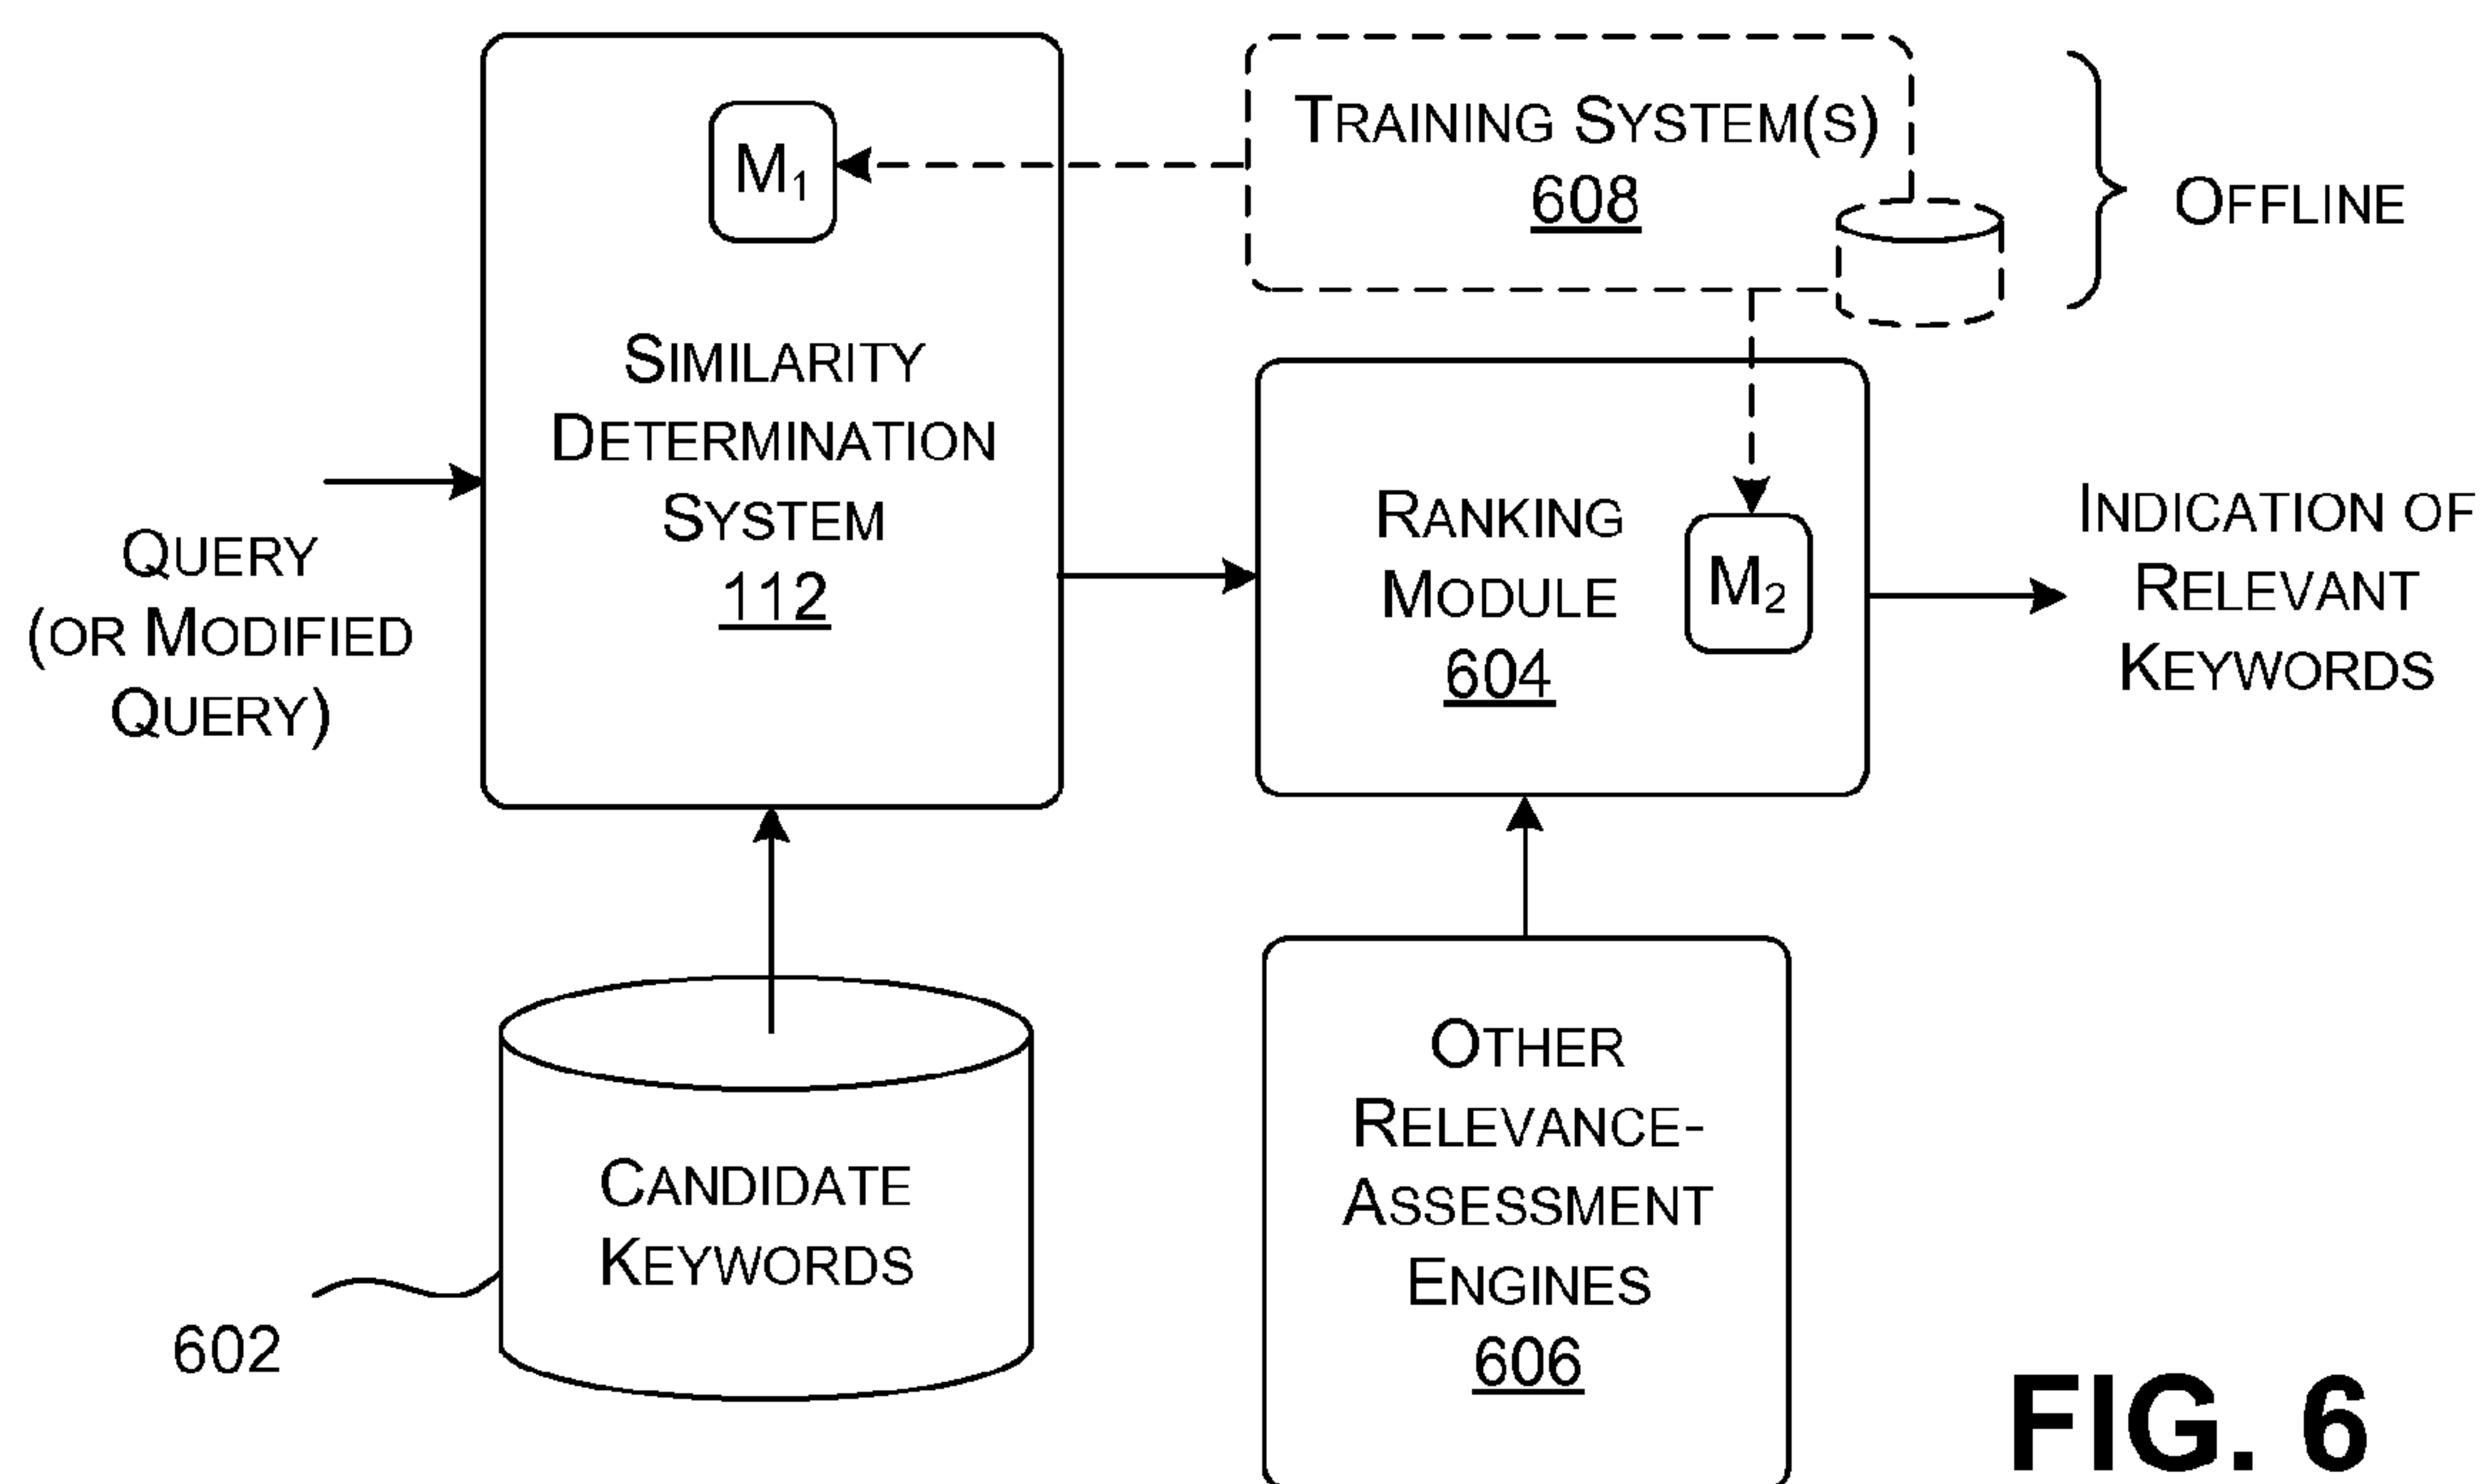 TRAINING SYSTEM(S)
608
OFFLINE
M1
SIMILARITY
DETERMINATION
SYSTEM
112
QUERY
(OR MODIFIED
QUERY)
RANKING
MODULE
604
M2
INDICATION OF
RELEVANT
KEYWORDS
CANDIDATE
KEYWORDS
602
OTHER
RELEVANCE-
ASSESSMENT
ENGINES
606
FIG. 6